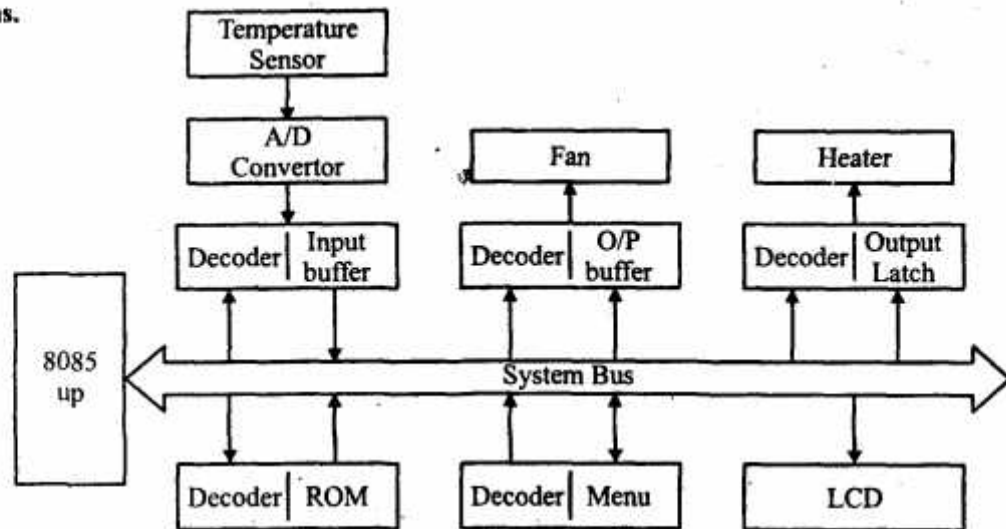 ns.
Temperature
Sensor
A/D
Convertor
Fan
Heater
Decoder
Input
buffer
Decoder
O/P
buffer
Decoder
Output
Latch
8085
up
System Bus
Decoder
ROM
Decoder
Menu
LCD